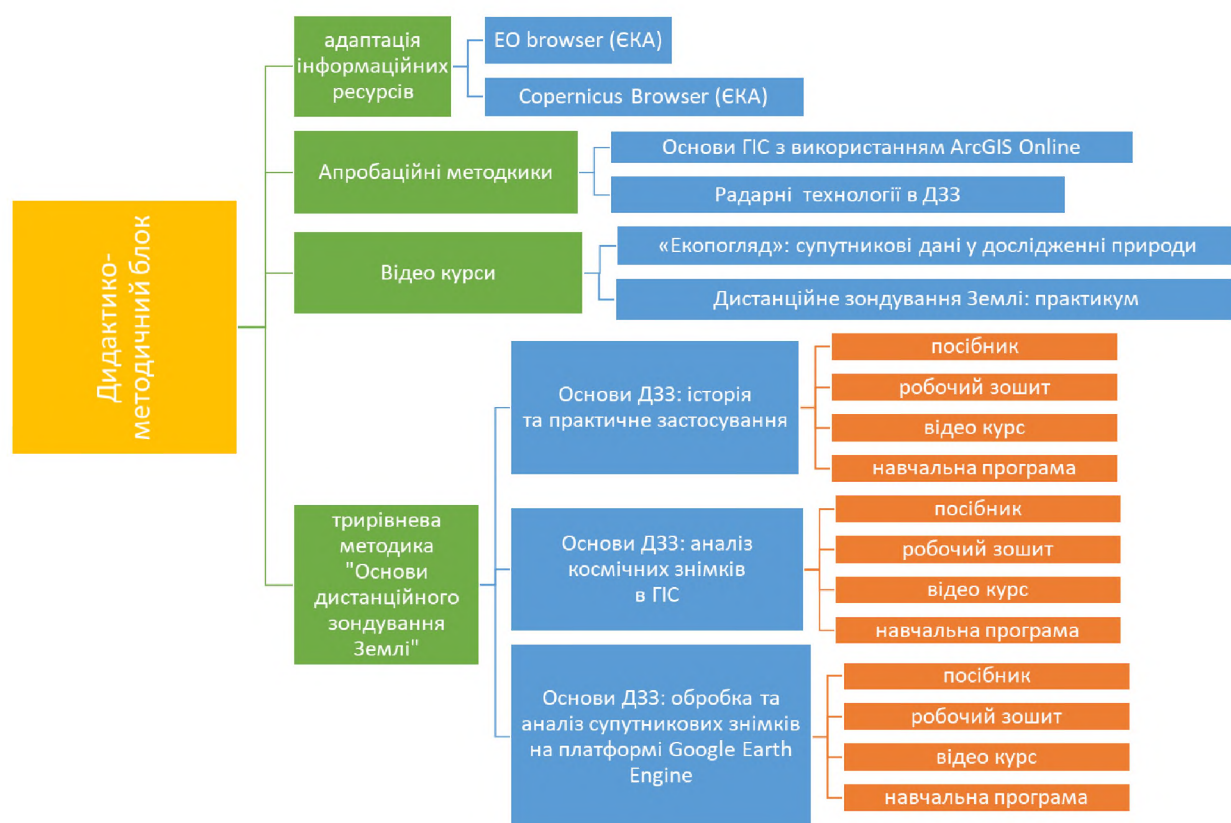 Дидактико-
методичний блок
адаптація
інформаційних
ресурсів
EO browser (ЄКА)
Copernicus Browser (ЄКА)
Апробаційні методкики
Основи ГІС з використанням ArcGIS Online
Радарні технології в ДЗЗ
Відео курси
«Екопогляд»: супутникові дані у дослідженні природи
Дистанційне зондування Землі: практикум
трирівнева
методика
"Основи
дистанційного
зондування
Землі"
Основи ДЗЗ: історія
та практичне застосування
посібник
робочий зошит
відео курс
навчальна програма
Основи ДЗЗ: аналіз
космічних знімків
в ГІС
посібник
робочий зошит
відео курс
навчальна програма
Основи ДЗЗ: обробка та
аналіз супутникових знімків
на платформі Google Earth
Engine
посібник
робочий зошит
відео курс
навчальна програма